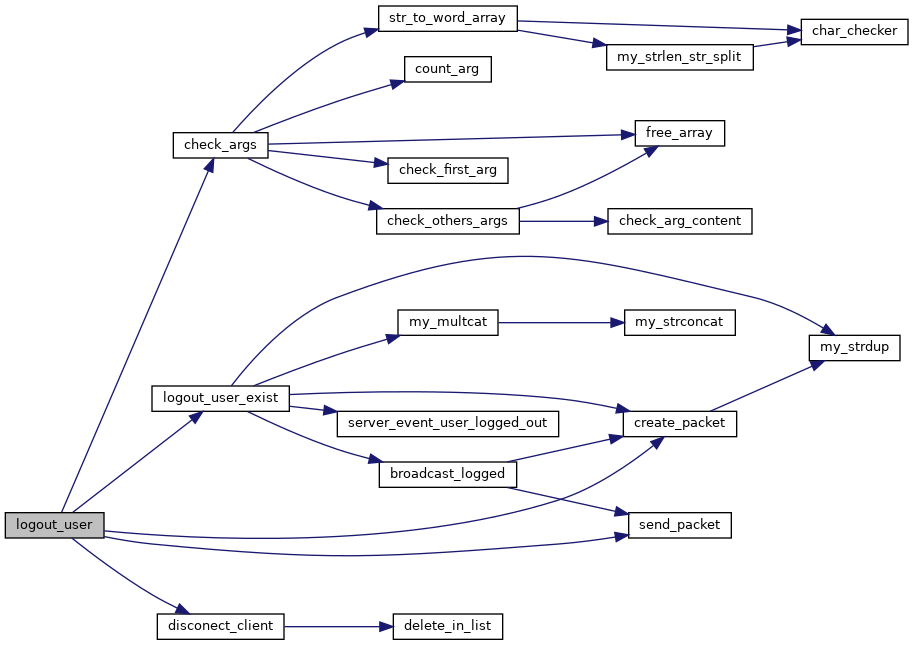 str_to_word_array
char_checker
my_strlen_str_split
count_arg
free_array
check_args
check_first_arg
check_others_args
check_arg_content
my_multcat
my_strconcat
my_strdup
logout_user_exist
server_event_user_logged_out
create_packet
broadcast_logged
logout_user
send_packet
disconect_client
delete_in_list